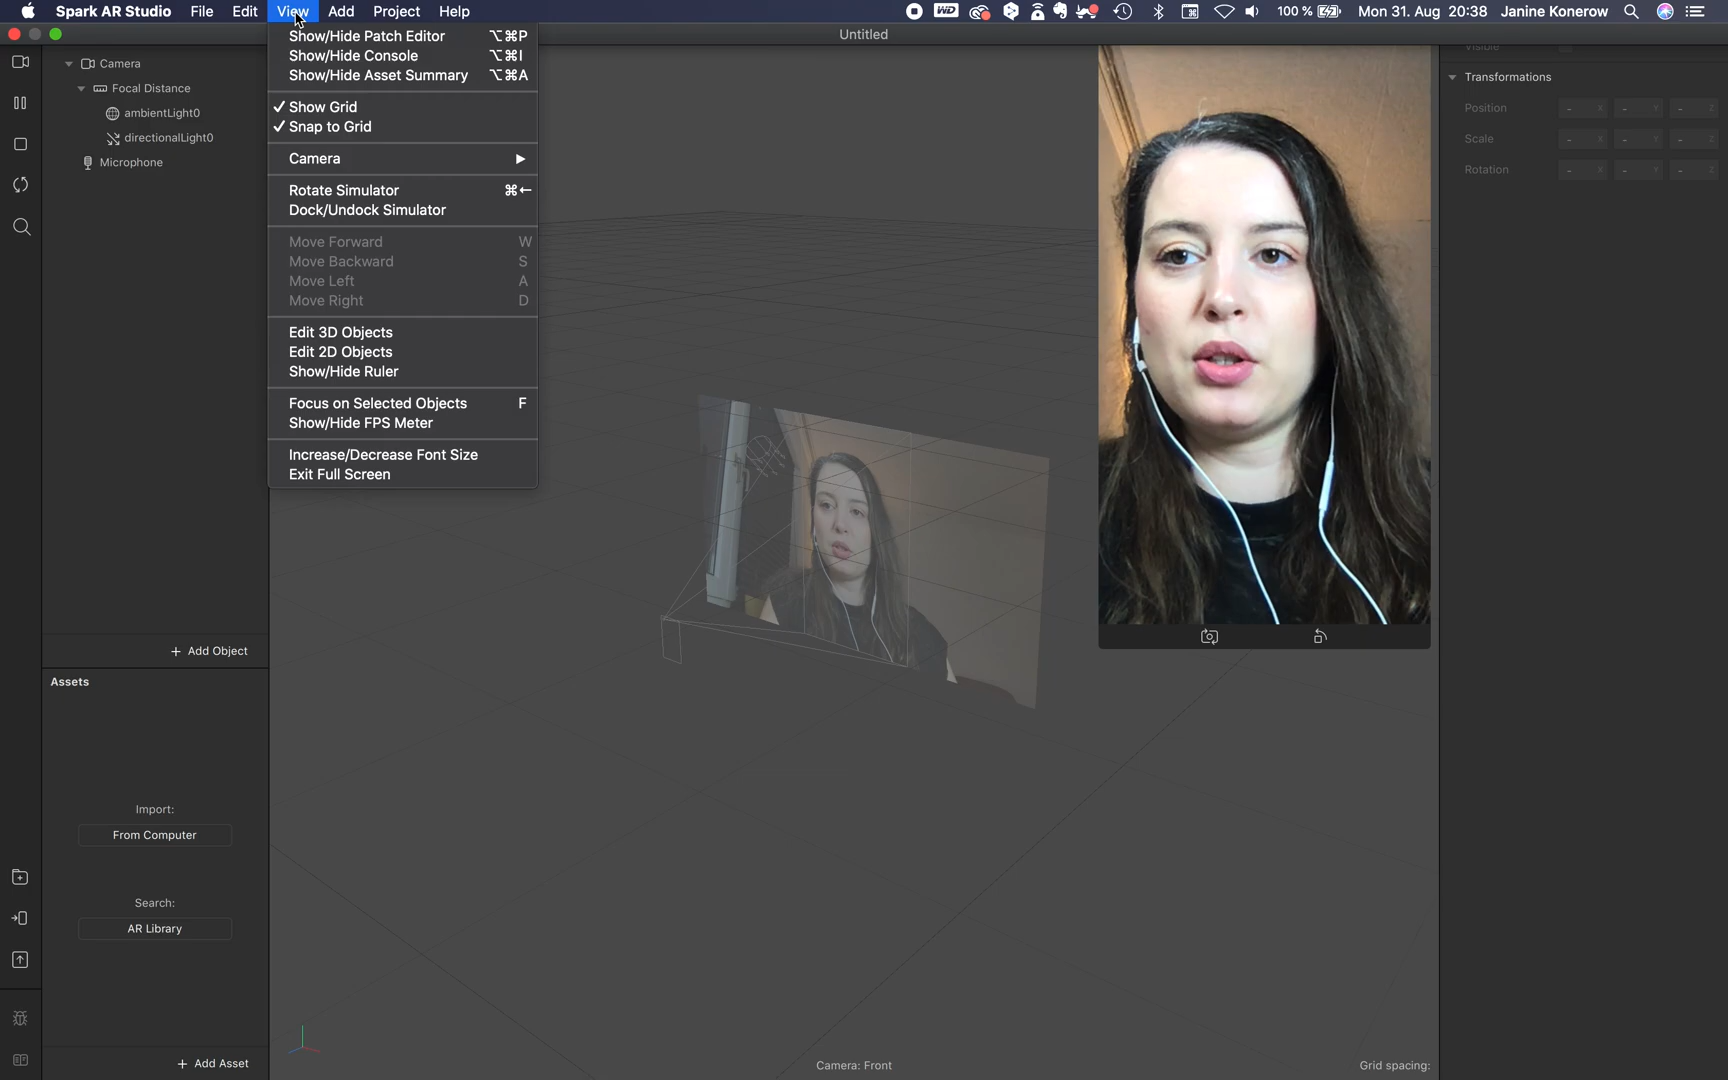 Spark AR Studio File Edit View Add Project Help WD 100 % Mon 31. Aug 20:38 Janine Konerow
Untitled
Camera
Focal Distance
ambientLight0
directionalLight0
Microphone
Show/Hide Patch Editor ⌥⌘P
Show/Hide Console ⌥⌘I
Show/Hide Asset Summary ⌥⌘A
✓ Show Grid
✓ Snap to Grid
Camera ▶
Rotate Simulator ⌘←
Dock/Undock Simulator
Move Forward W
Move Backward S
Move Left A
Move Right D
Edit 3D Objects
Edit 2D Objects
Show/Hide Ruler
Focus on Selected Objects F
Show/Hide FPS Meter
Increase/Decrease Font Size
Exit Full Screen
Visible
Transformations
Position - X - Y - Z
Scale - X - Y - Z
Rotation - X - Y - Z
+ Add Object
Assets
Import:
From Computer
Search:
AR Library
+ Add Asset
Camera: Front
Grid spacing: